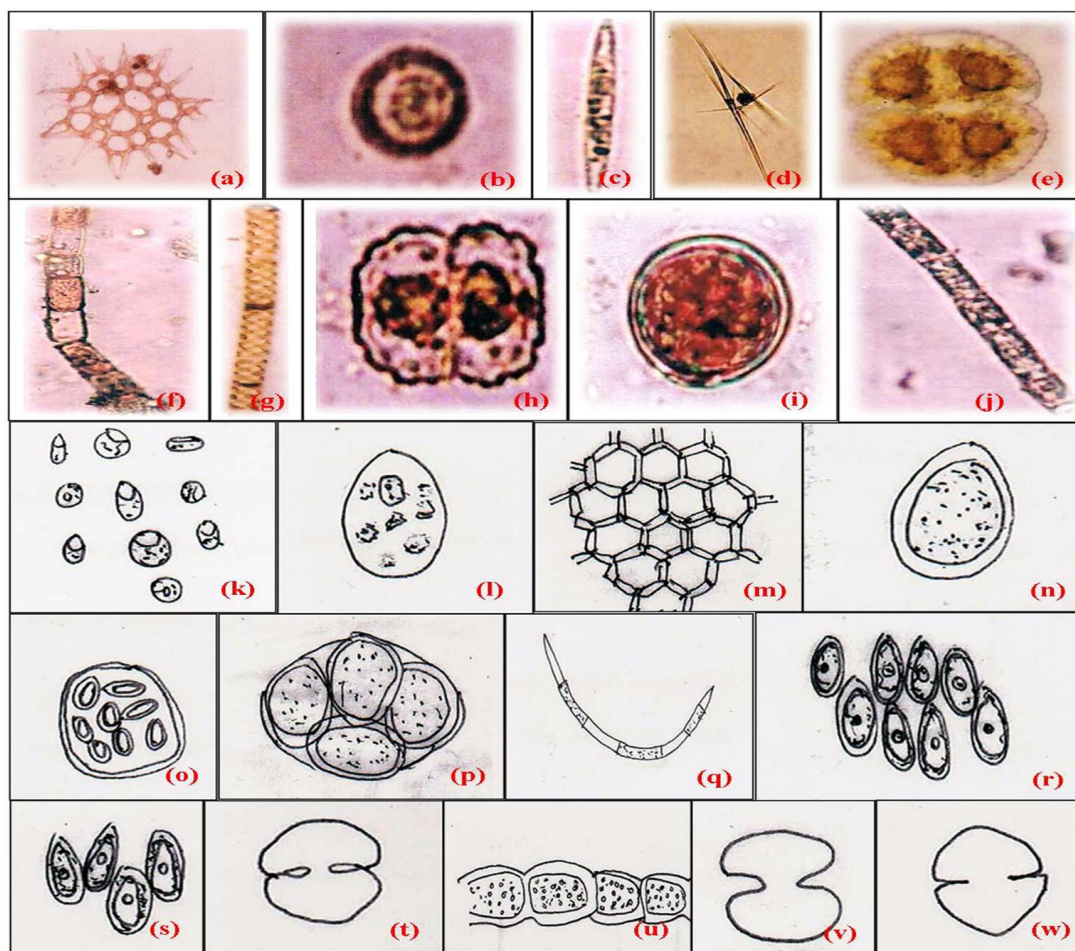 (a) (b) (c) (d) (e)
(f) (g) (h) (i) (j)
(k) (l) (m) (n)
(o) (p) (q) (r)
(s) (t) (u) (v) (w)